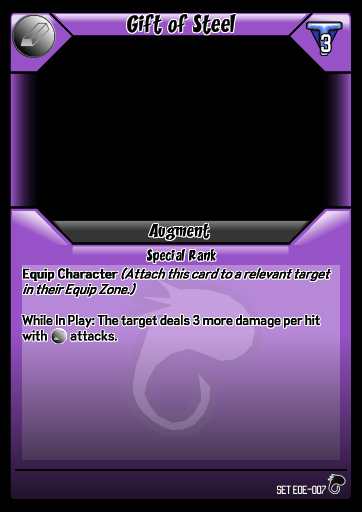 Gift of Steel
3
Augment
Special Rank
Equip Character (Attach this card to a relevant target
in their Equip Zone.)
While In Play: The target deals 3 more damage per hit
with attacks.
SET EOE-007